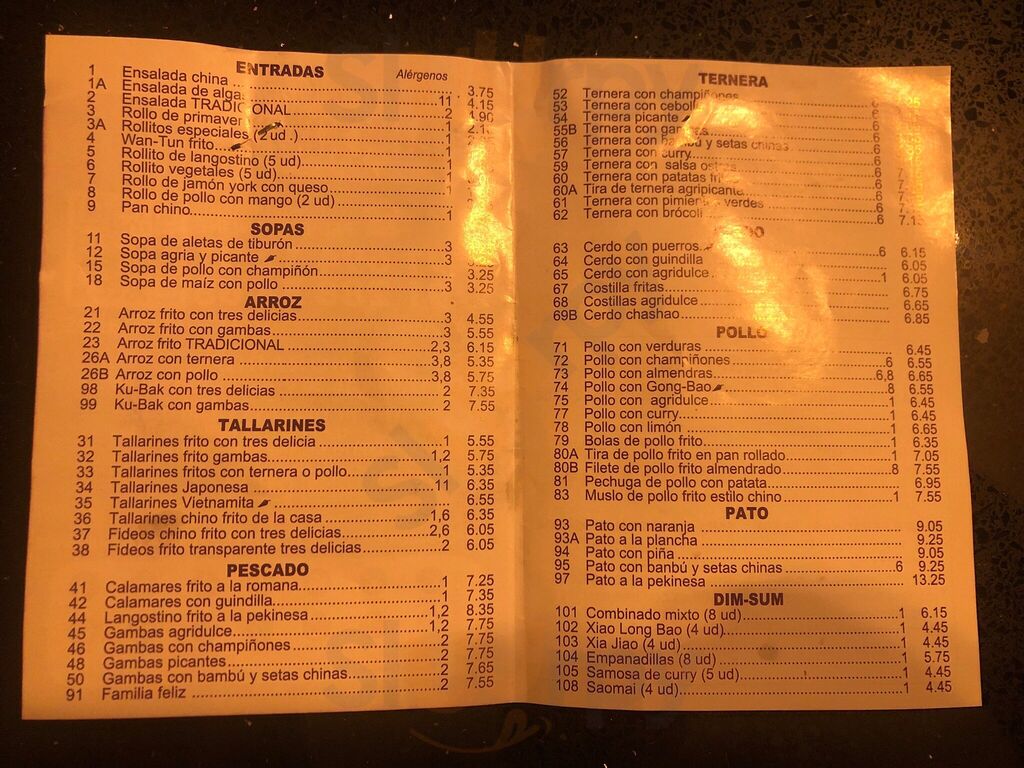 ENTRADAS Alérgenos
1 Ensalada china 3.75
1A Ensalada de alga 11 4.15
2 Ensalada TRADICIONAL 2 4.90
3 Rollo de primaver 1
3A Rollitos especiales (2 ud .)
4 Wan-Tun frito
5 Rollito de langostino (5 ud) 1
6 Rollito vegetales (5 ud) 1
7 Rollo de jamón york con queso
8 Rollo de pollo con mango (2 ud)
9 Pan chino 1
SOPAS
11 Sopa de aletas de tiburón 3
12 Sopa agria y picante
15 Sopa de pollo con champiñón 3 3.25
18 Sopa de maíz con pollo 3 3.25
ARROZ
21 Arroz frito con tres delicias 3 4.55
22 Arroz frito con gambas 3 5.55
23 Arroz frito TRADICIONAL 2,3 6.15
26A Arroz con ternera 3,8 5.35
26B Arroz con pollo 3,8 5.75
98 Ku-Bak con tres delicias 2 7.35
99 Ku-Bak con gambas 2 7.55
TALLARINES
31 Tallarines frito con tres delicia 1 5.55
32 Tallarines frito gambas 1,2 5.75
33 Tallarines fritos con ternera o pollo 1 5.35
34 Tallarines Japonesa 11 6.35
35 Tallarines Vietnamita 6.55
36 Tallarines chino frito de la casa 1,6 6.35
37 Fideos chino frito con tres delicias 2,6 6.05
38 Fideos frito transparente tres delicias 2 6.05
PESCADO
41 Calamares frito a la romana 1 7.25
42 Calamares con guindilla 1 7.35
44 Langostino frito a la pekinesa 1,2 8.35
45 Gambas agridulce 1,2 7.75
46 Gambas con champiñones 2 7.75
48 Gambas picantes 2 7.75
50 Gambas con bambú y setas chinas 2 7.65
91 Familia feliz 2 7.55
TERNERA
52 Ternera con champiñones 6
53 Ternera con ceboll
54 Ternera picante 6
55B Ternera con gambas 6
56 Ternera con bambú y setas chinas
57 Ternera con curry
59 Ternera con salsa ostras 6
60 Ternera con patatas fritas 6
60A Tira de ternera agripicante 6
61 Ternera con pimientos verdes 6
62 Ternera con brócoli 6
63 Cerdo con puerros 6 6.15
64 Cerdo con guindilla 6.05
65 Cerdo con agridulce 1 6.05
67 Costilla fritas 6.75
68 Costillas agridulce 6.65
69B Cerdo chashao 6.85
POLLO
71 Pollo con verduras 6.45
72 Pollo con champiñones 6 6.55
73 Pollo con almendras 6,8 6.65
74 Pollo con Gong-Bao 8 6.55
75 Pollo con agridulce 1 6.45
77 Pollo con curry 1 6.45
78 Pollo con limón 1 6.65
79 Bolas de pollo frito 1 6.35
80A Tira de pollo frito en pan rollado 1 7.05
80B Filete de pollo frito almendrado 8 7.55
81 Pechuga de pollo con patata 6.95
83 Muslo de pollo frito estilo chino 1 7.55
PATO
93 Pato con naranja 9.05
93A Pato a la plancha 9.25
94 Pato con piña 9.05
95 Pato con banbú y setas chinas 6 9.25
97 Pato a la pekinesa 13.25
DIM-SUM
101 Combinado mixto (8 ud) 1 6.15
102 Xiao Long Bao (4 ud) 1 4.45
103 Xia Jiao (4 ud) 1 4.45
104 Empanadillas (8 ud) 1 5.75
105 Samosa de curry (5 ud) 1 4.45
108 Saomai (4 ud) 1 4.45